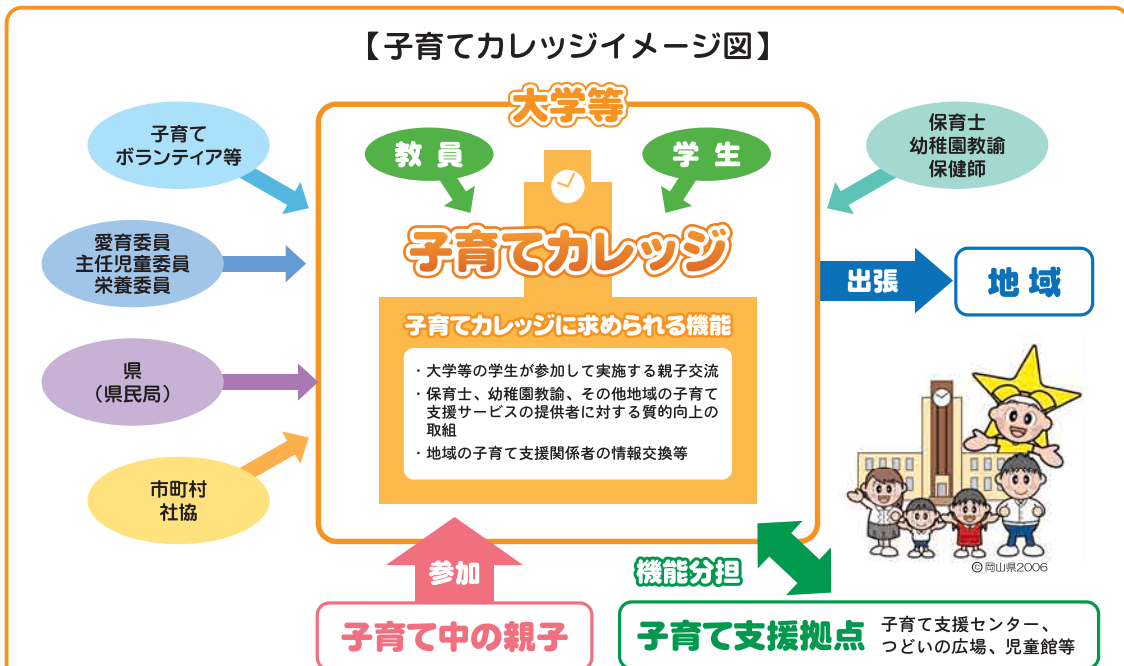 【子育てカレッジイメージ図】
大学等
子育て
ボランティア等
教員
学生
保育士
幼稚園教諭
保健師
愛育委員
主任児童委員
栄養委員
子育てカレッジ
出張
地域
県
（県民局）
子育てカレッジに求められる機能
・大学等の学生が参加して実施する親子交流
・保育士、幼稚園教諭、その他地域の子育て
支援サービスの提供者に対する質的向上の
取組
・地域の子育て支援関係者の情報交換等
市町村
社協
©岡山県2006
参加
機能分担
子育て中の親子
子育て支援拠点
子育て支援センター、
つどいの広場、児童館等